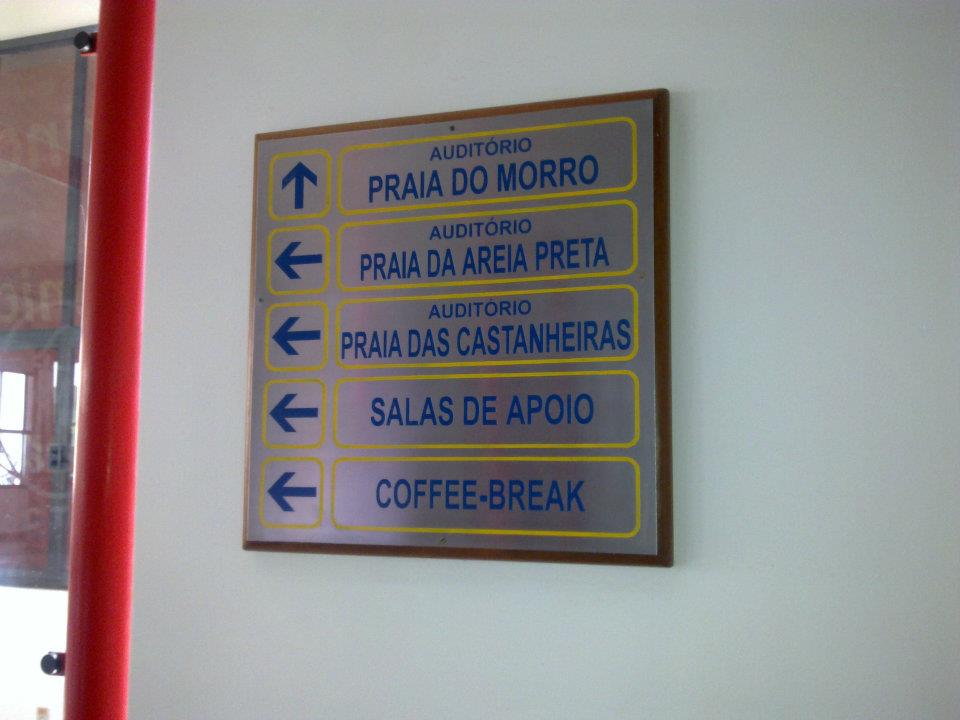 AUDITÓRIO
PRAIA DO MORRO
AUDITÓRIO
PRAIA DA AREIA PRETA
AUDITÓRIO
PRAIA DAS CASTANHEIRAS
SALAS DE APOIO
COFFEE-BREAK